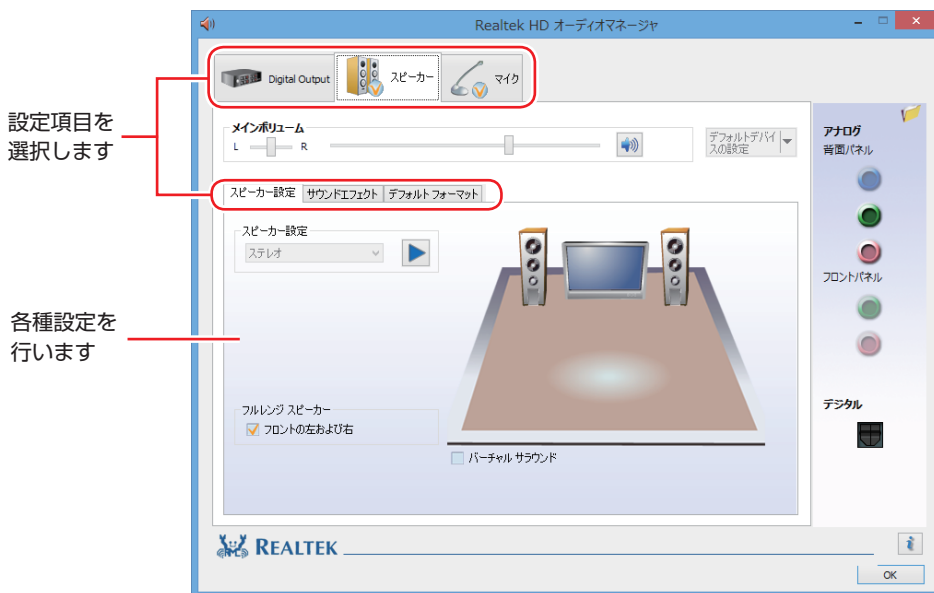 Realtek HD オーディオマネージャ
Digital Output
スピーカー
マイク
設定項目を
選択します
メインボリューム
L
R
デフォルトデバイ
スの設定
アナログ
背面パネル
スピーカー設定
サウンドエフェクト
デフォルト フォーマット
スピーカー設定
ステレオ
フロントパネル
各種設定を
行います
フルレンジ スピーカー
フロントの左および右
デジタル
バーチャル サラウンド
REALTEK
i
OK